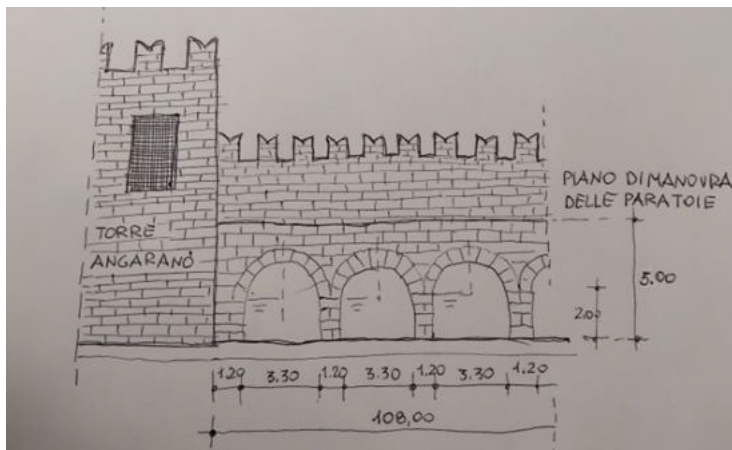 PIANO DI MANOVRA
DELLE PARATOIE
TORRE
ANGARANO
5.00
2.00
1.20 3.30 1.20 3.30 1.20 3.30 1.20
108,00